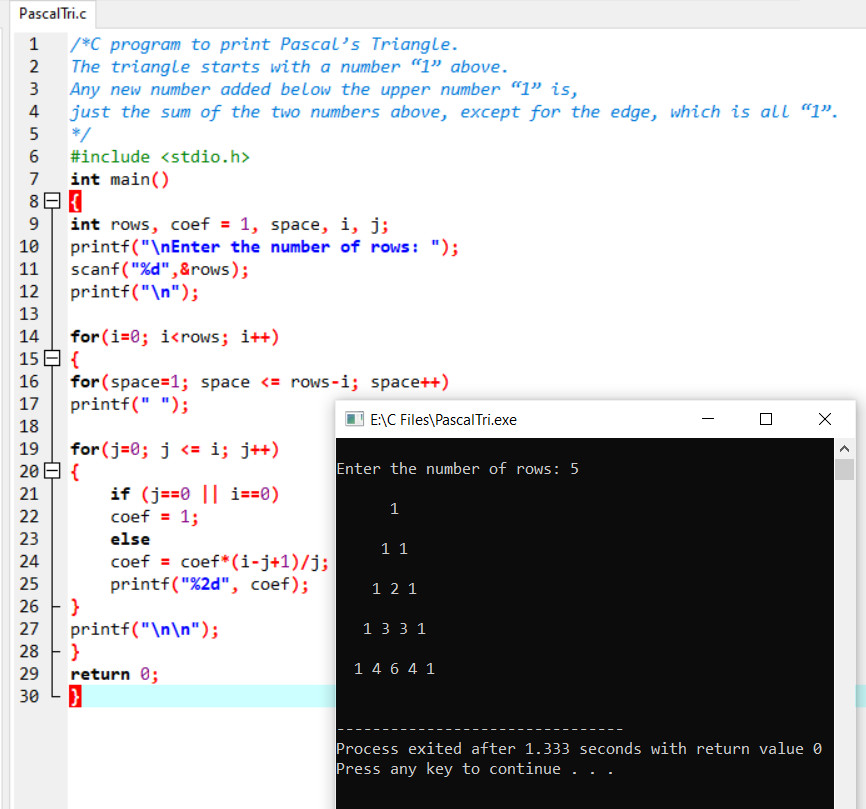 PascalTri.c
1 /*C program to print Pascal’s Triangle.
2 The triangle starts with a number “1” above.
3 Any new number added below the upper number “1” is,
4 just the sum of the two numbers above, except for the edge, which is all “1”.
5 */
6 #include <stdio.h>
7 int main()
8 {
9 int rows, coef = 1, space, i, j;
10 printf("\nEnter the number of rows: ");
11 scanf("%d",&rows);
12 printf("\n");
13
14 for(i=0; i<rows; i++)
15 {
16 for(space=1; space <= rows-i; space++)
17 printf(" ");
18
19 for(j=0; j <= i; j++)
20 {
21 if (j==0 || i==0)
22 coef = 1;
23 else
24 coef = coef*(i-j+1)/j;
25 printf("%2d", coef);
26 }
27 printf("\n\n");
28 }
29 return 0;
30 }
E:\C Files\PascalTri.exe
Enter the number of rows: 5
1
1 1
1 2 1
1 3 3 1
1 4 6 4 1
--------------------------------
Process exited after 1.333 seconds with return value 0
Press any key to continue . . .